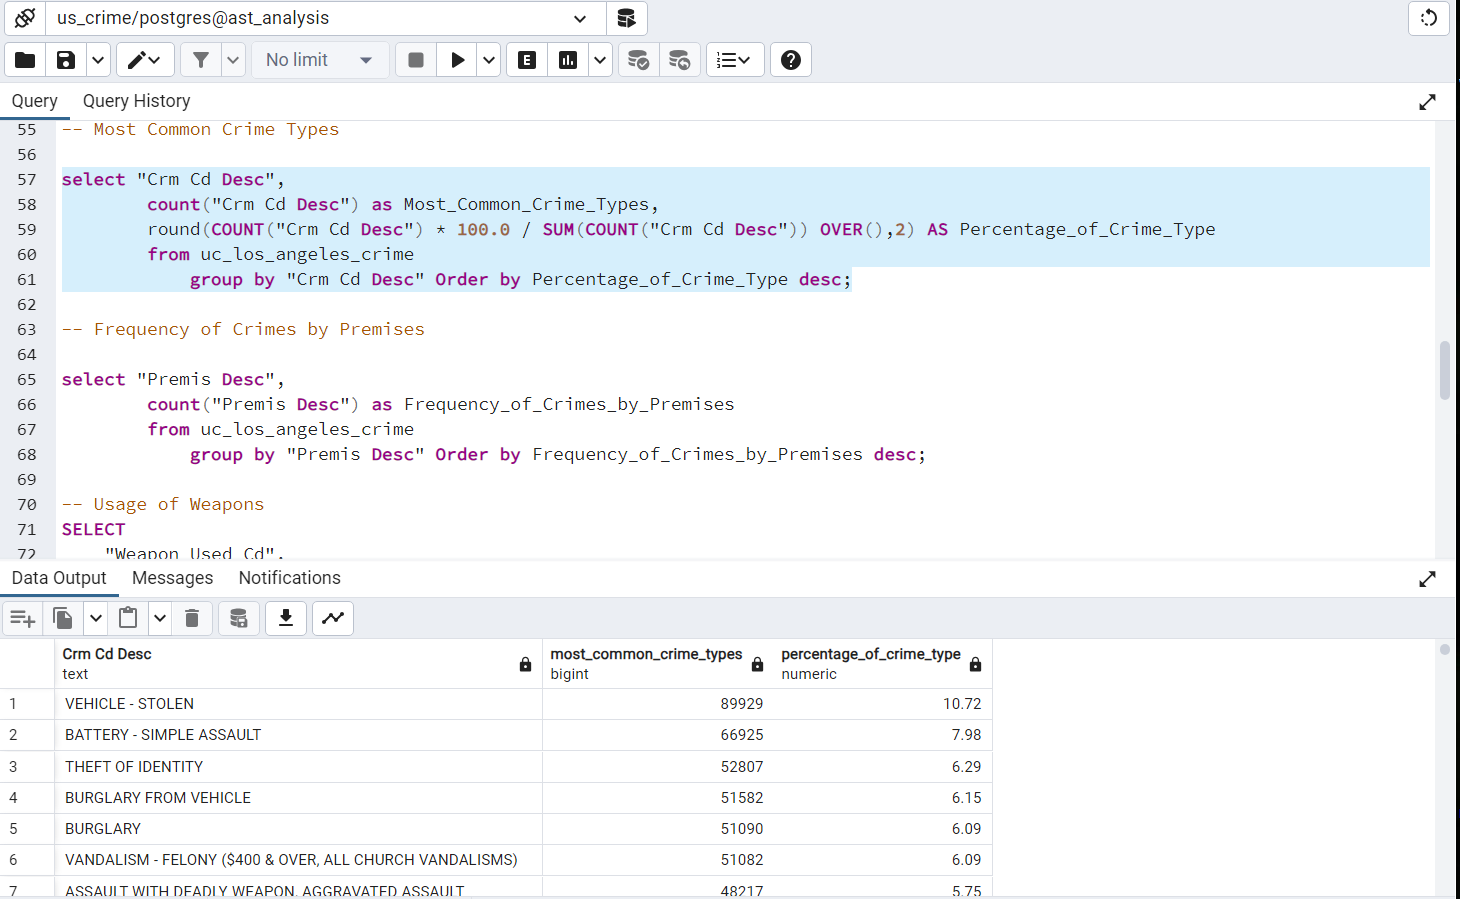 us_crime/postgres@ast_analysis
No limit
E
Query Query History
55 -- Most Common Crime Types
56
57 select "Crm Cd Desc",
58 count("Crm Cd Desc") as Most_Common_Crime_Types,
59 round(COUNT("Crm Cd Desc") * 100.0 / SUM(COUNT("Crm Cd Desc")) OVER(),2) AS Percentage_of_Crime_Type
60 from uc_los_angeles_crime
61 group by "Crm Cd Desc" Order by Percentage_of_Crime_Type desc;
62
63 -- Frequency of Crimes by Premises
64
65 select "Premis Desc",
66 count("Premis Desc") as Frequency_of_Crimes_by_Premises
67 from uc_los_angeles_crime
68 group by "Premis Desc" Order by Frequency_of_Crimes_by_Premises desc;
69
70 -- Usage of Weapons
71 SELECT
72 "Weapon Used Cd",
Data Output Messages Notifications
Crm Cd Desc most_common_crime_types percentage_of_crime_type
text bigint numeric
1 VEHICLE - STOLEN 89929 10.72
2 BATTERY - SIMPLE ASSAULT 66925 7.98
3 THEFT OF IDENTITY 52807 6.29
4 BURGLARY FROM VEHICLE 51582 6.15
5 BURGLARY 51090 6.09
6 VANDALISM - FELONY ($400 & OVER, ALL CHURCH VANDALISMS) 51082 6.09
7 ASSAULT WITH DEADLY WEAPON, AGGRAVATED ASSAULT 48217 5.75